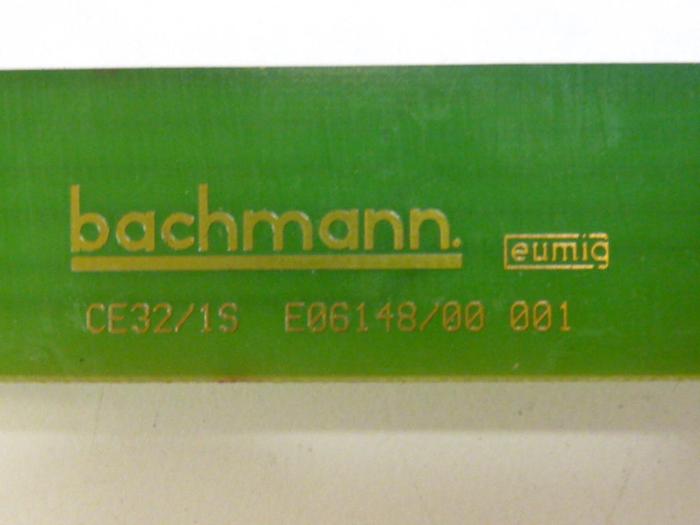 bachmann.
eumig
CE32/1S E06148/00 001